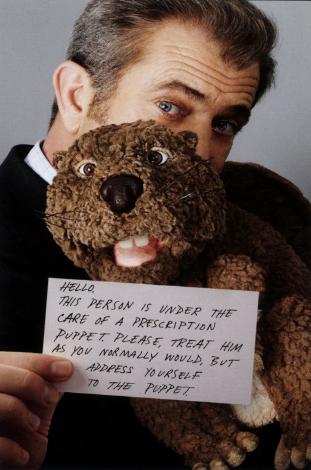 HELLO,
THIS PERSON IS UNDER THE
CARE OF A PRESCRIPTION
PUPPET. PLEASE, TREAT HIM
AS YOU NORMALLY WOULD, BUT
ADDRESS YOURSELF
TO THE PUPPET.